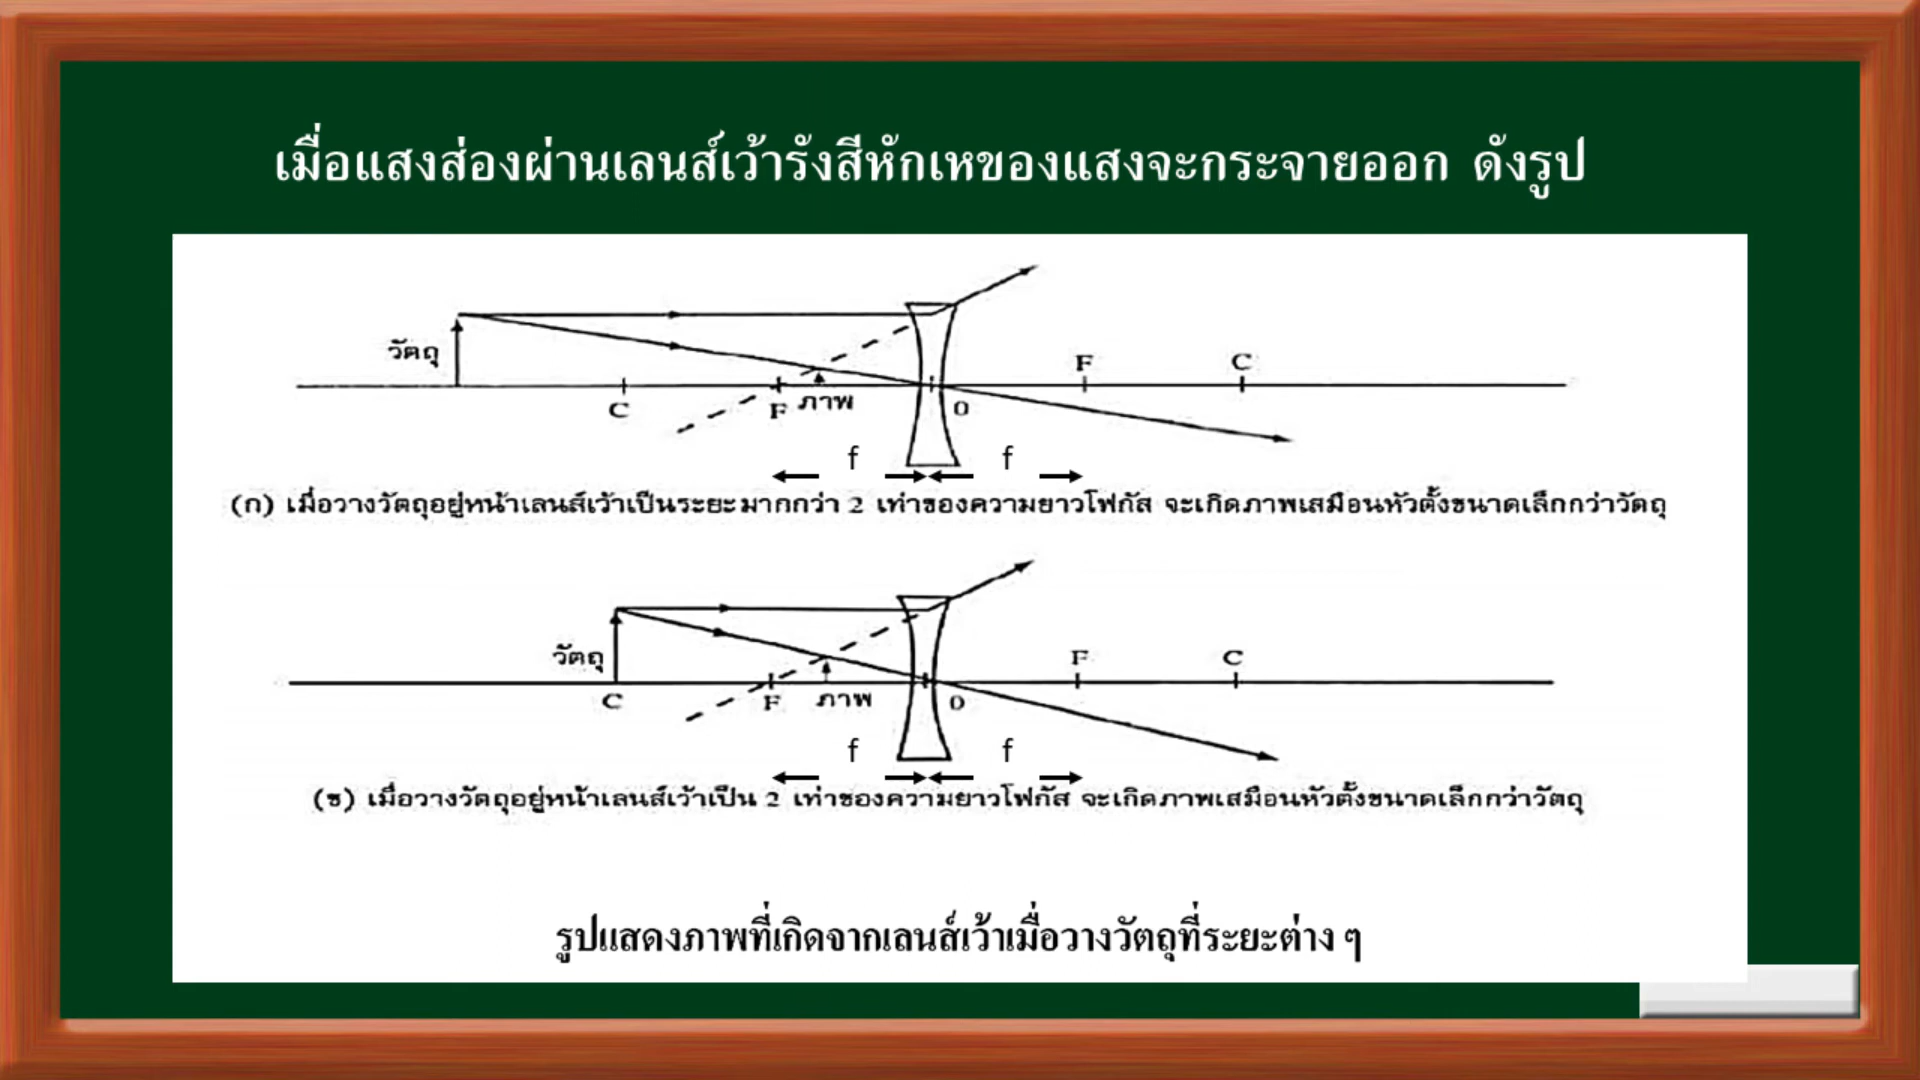 เมื่อแสงส่องผ่านเลนส์เว้ารังสีหักเหของแสงจะกระจายออก ดังรูป
วัตถุ
F C
C F ภาพ O
f f
(ก) เมื่อวางวัตถุอยู่หน้าเลนส์เว้าเป็นระยะมากกว่า 2 เท่าของความยาวโฟกัส จะเกิดภาพเสมือนหัวตั้งขนาดเล็กกว่าวัตถุ
วัตถุ
F C
C F ภาพ O
f f
(ข) เมื่อวางวัตถุอยู่หน้าเลนส์เว้าเป็น 2 เท่าของความยาวโฟกัส จะเกิดภาพเสมือนหัวตั้งขนาดเล็กกว่าวัตถุ
รูปแสดงภาพที่เกิดจากเลนส์เว้าเมื่อวางวัตถุที่ระยะต่าง ๆ